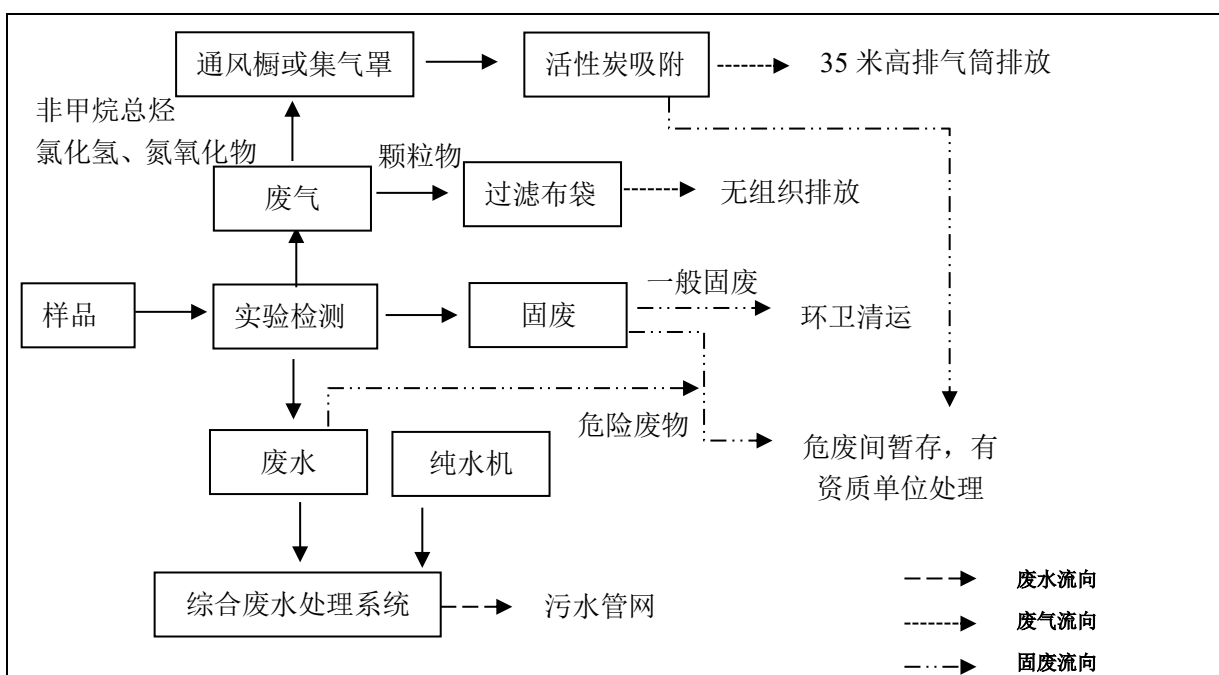 通风橱或集气罩
活性炭吸附
35 米高排气筒排放
非甲烷总烃
氯化氢、氮氧化物
颗粒物
废气
过滤布袋
无组织排放
一般固废
样品
实验检测
固废
环卫清运
危险废物
废水
纯水机
危废间暂存，有
资质单位处理
综合废水处理系统
污水管网
废水流向
废气流向
固废流向